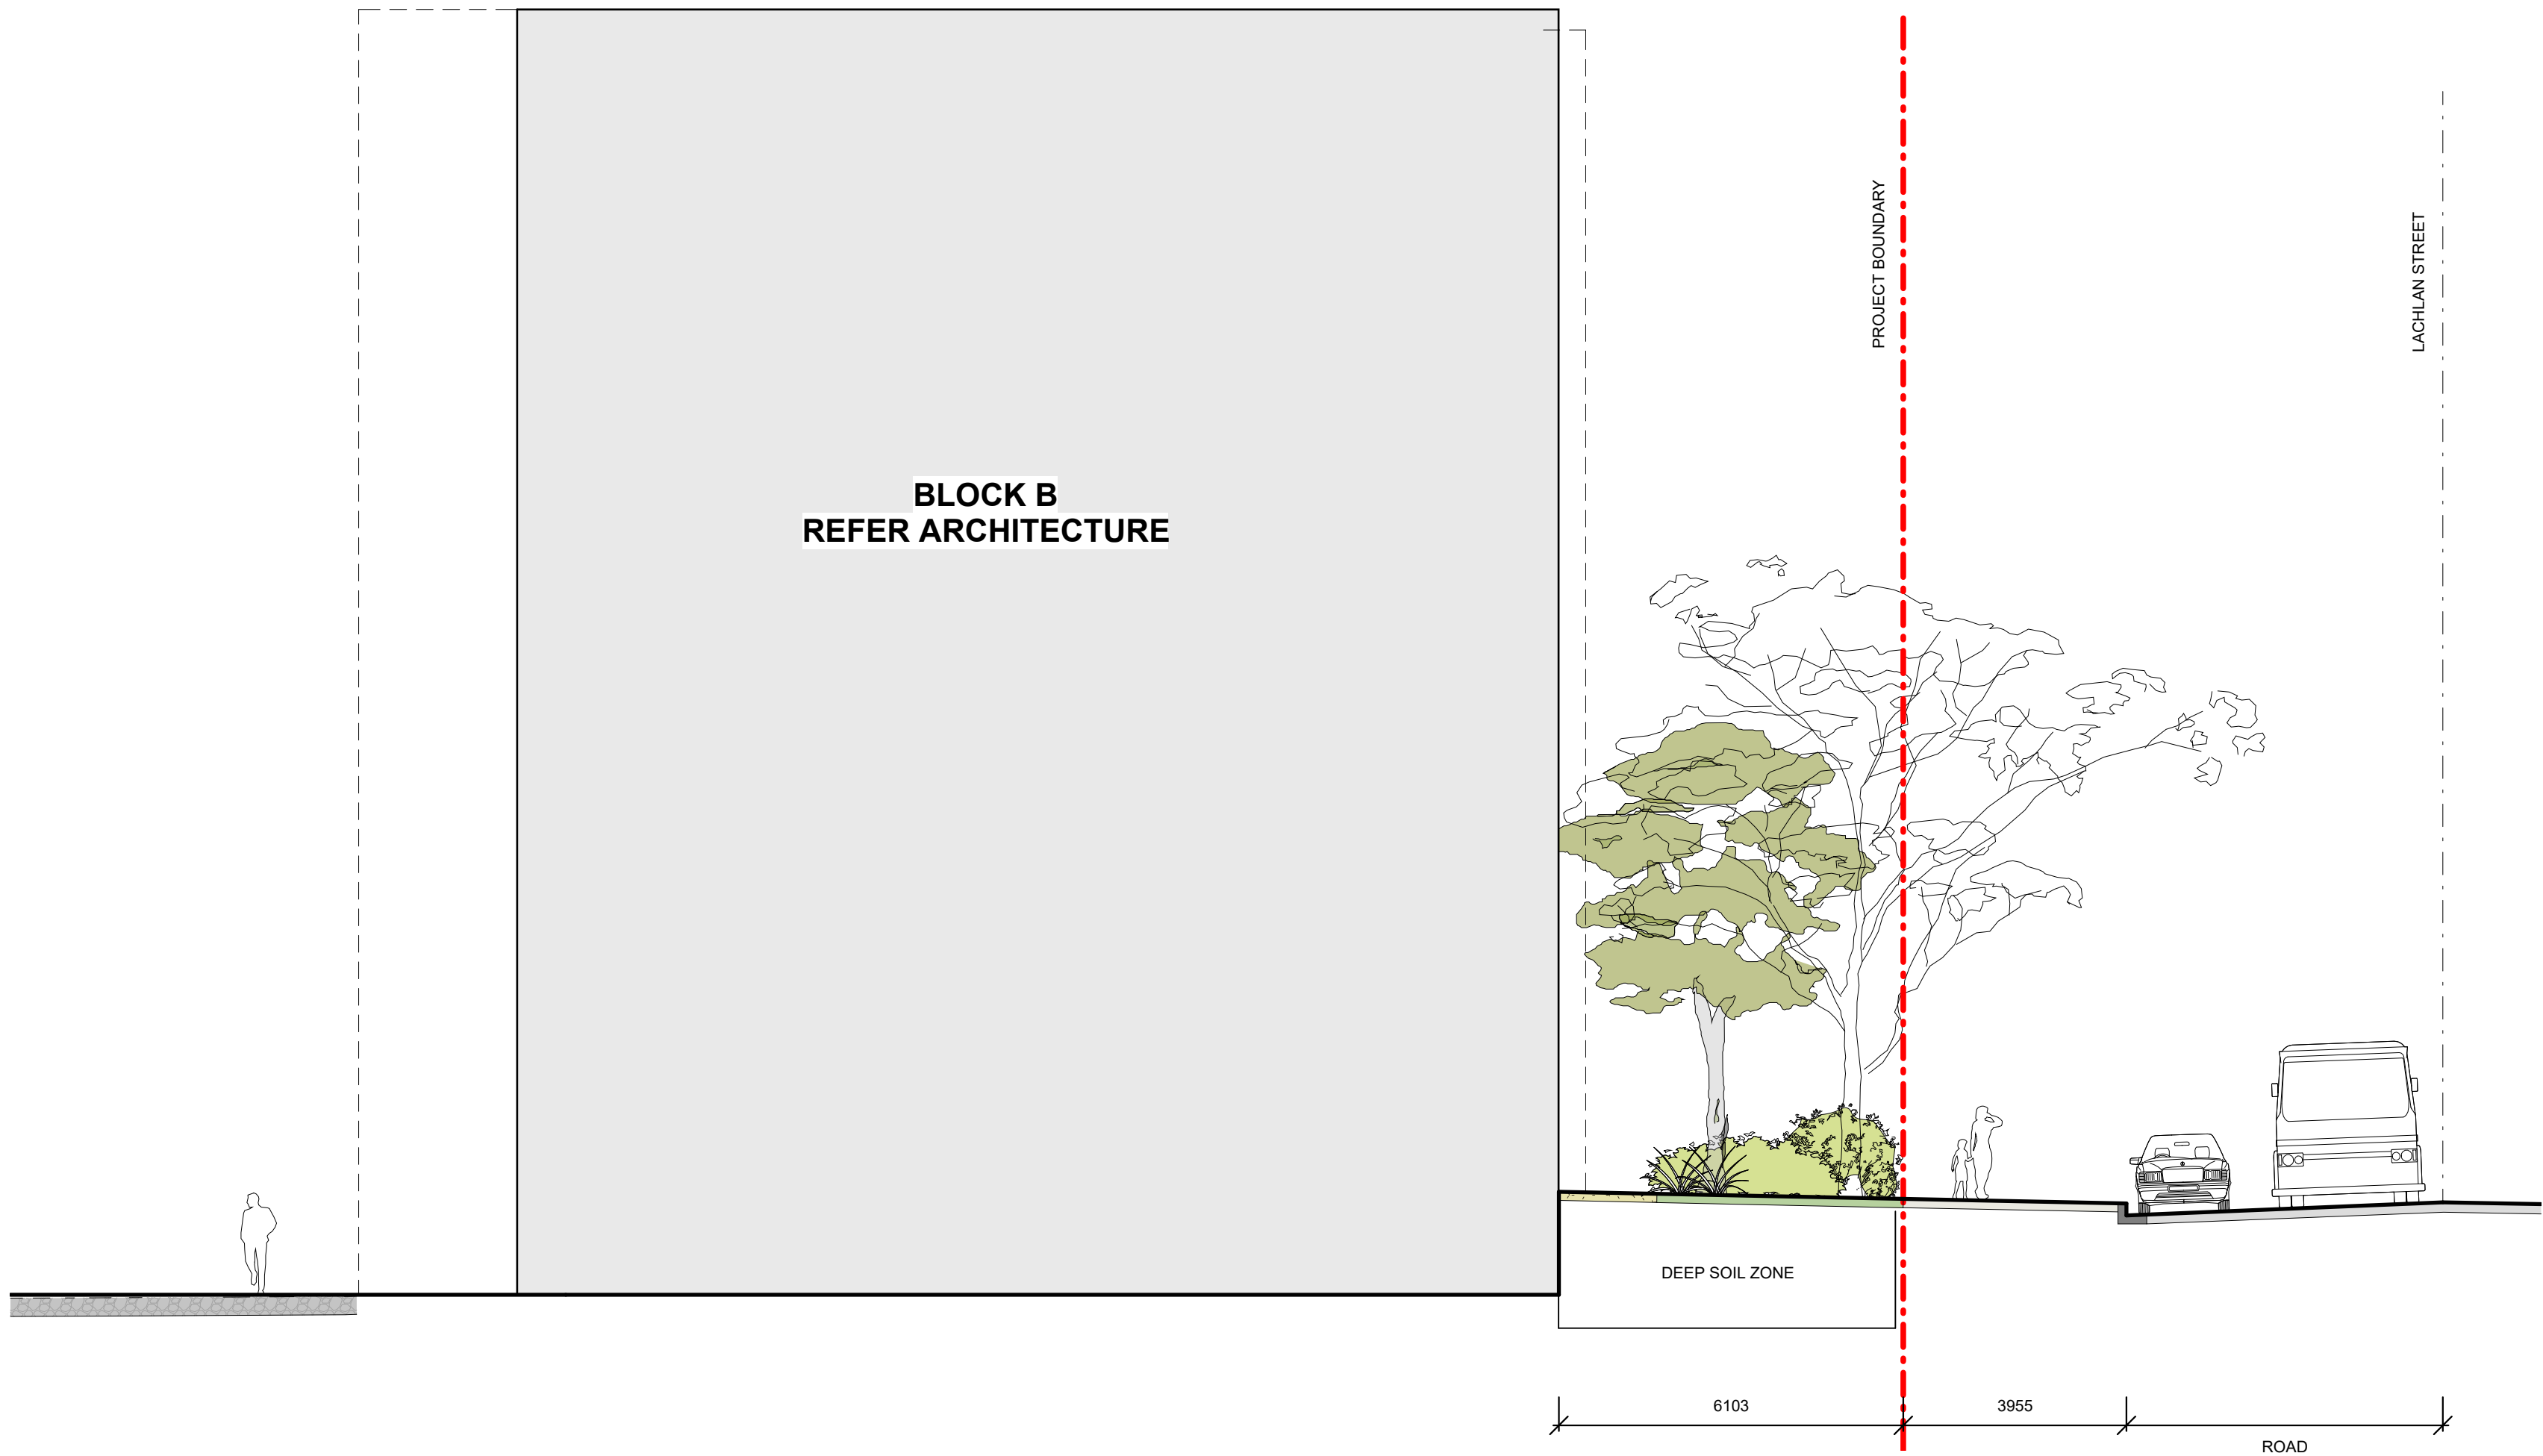 BLOCK B
REFER ARCHITECTURE
PROJECT BOUNDARY
LACHLAN STREET
DEEP SOIL ZONE
6103
3955
ROAD